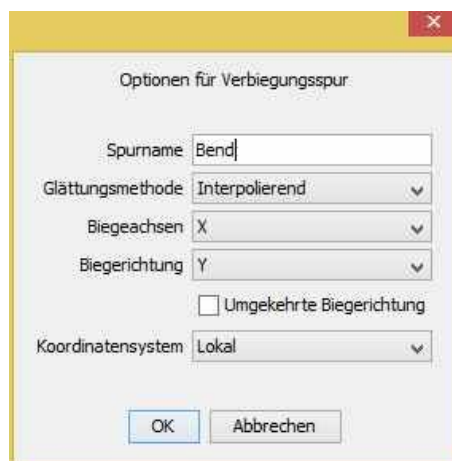 Optionen für Verbiegungsspur
Spurname Bend
Glättungsmethode Interpolierend
Biegeachsen X
Biegerichtung Y
Umgekehrte Biegerichtung
Koordinatensystem Lokal
OK Abbrechen